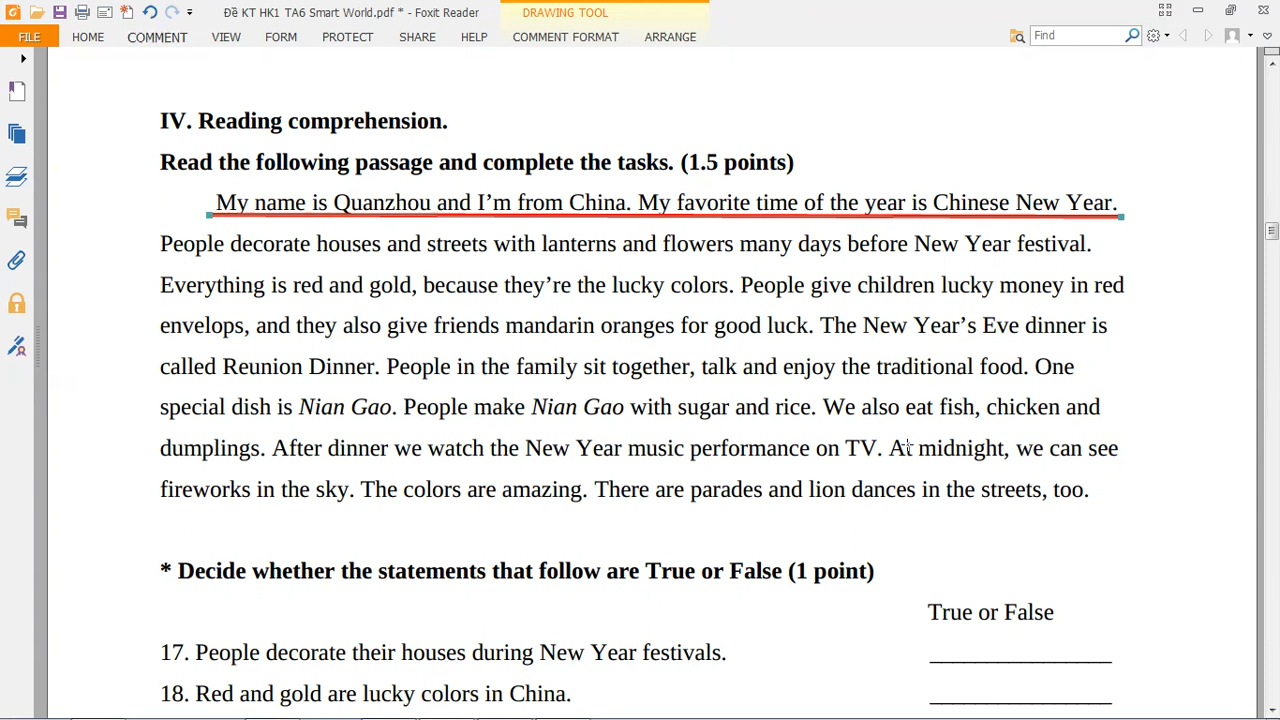 Đề KT HK1 TA6 Smart World.pdf * - Foxit Reader
DRAWING TOOL
FILE HOME COMMENT VIEW FORM PROTECT SHARE HELP COMMENT FORMAT ARRANGE Find
IV. Reading comprehension.
Read the following passage and complete the tasks. (1.5 points)
My name is Quanzhou and I’m from China. My favorite time of the year is Chinese New Year.
People decorate houses and streets with lanterns and flowers many days before New Year festival.
Everything is red and gold, because they’re the lucky colors. People give children lucky money in red
envelops, and they also give friends mandarin oranges for good luck. The New Year’s Eve dinner is
called Reunion Dinner. People in the family sit together, talk and enjoy the traditional food. One
special dish is Nian Gao. People make Nian Gao with sugar and rice. We also eat fish, chicken and
dumplings. After dinner we watch the New Year music performance on TV. At midnight, we can see
fireworks in the sky. The colors are amazing. There are parades and lion dances in the streets, too.
* Decide whether the statements that follow are True or False (1 point)
True or False
17. People decorate their houses during New Year festivals. ________________
18. Red and gold are lucky colors in China. ________________